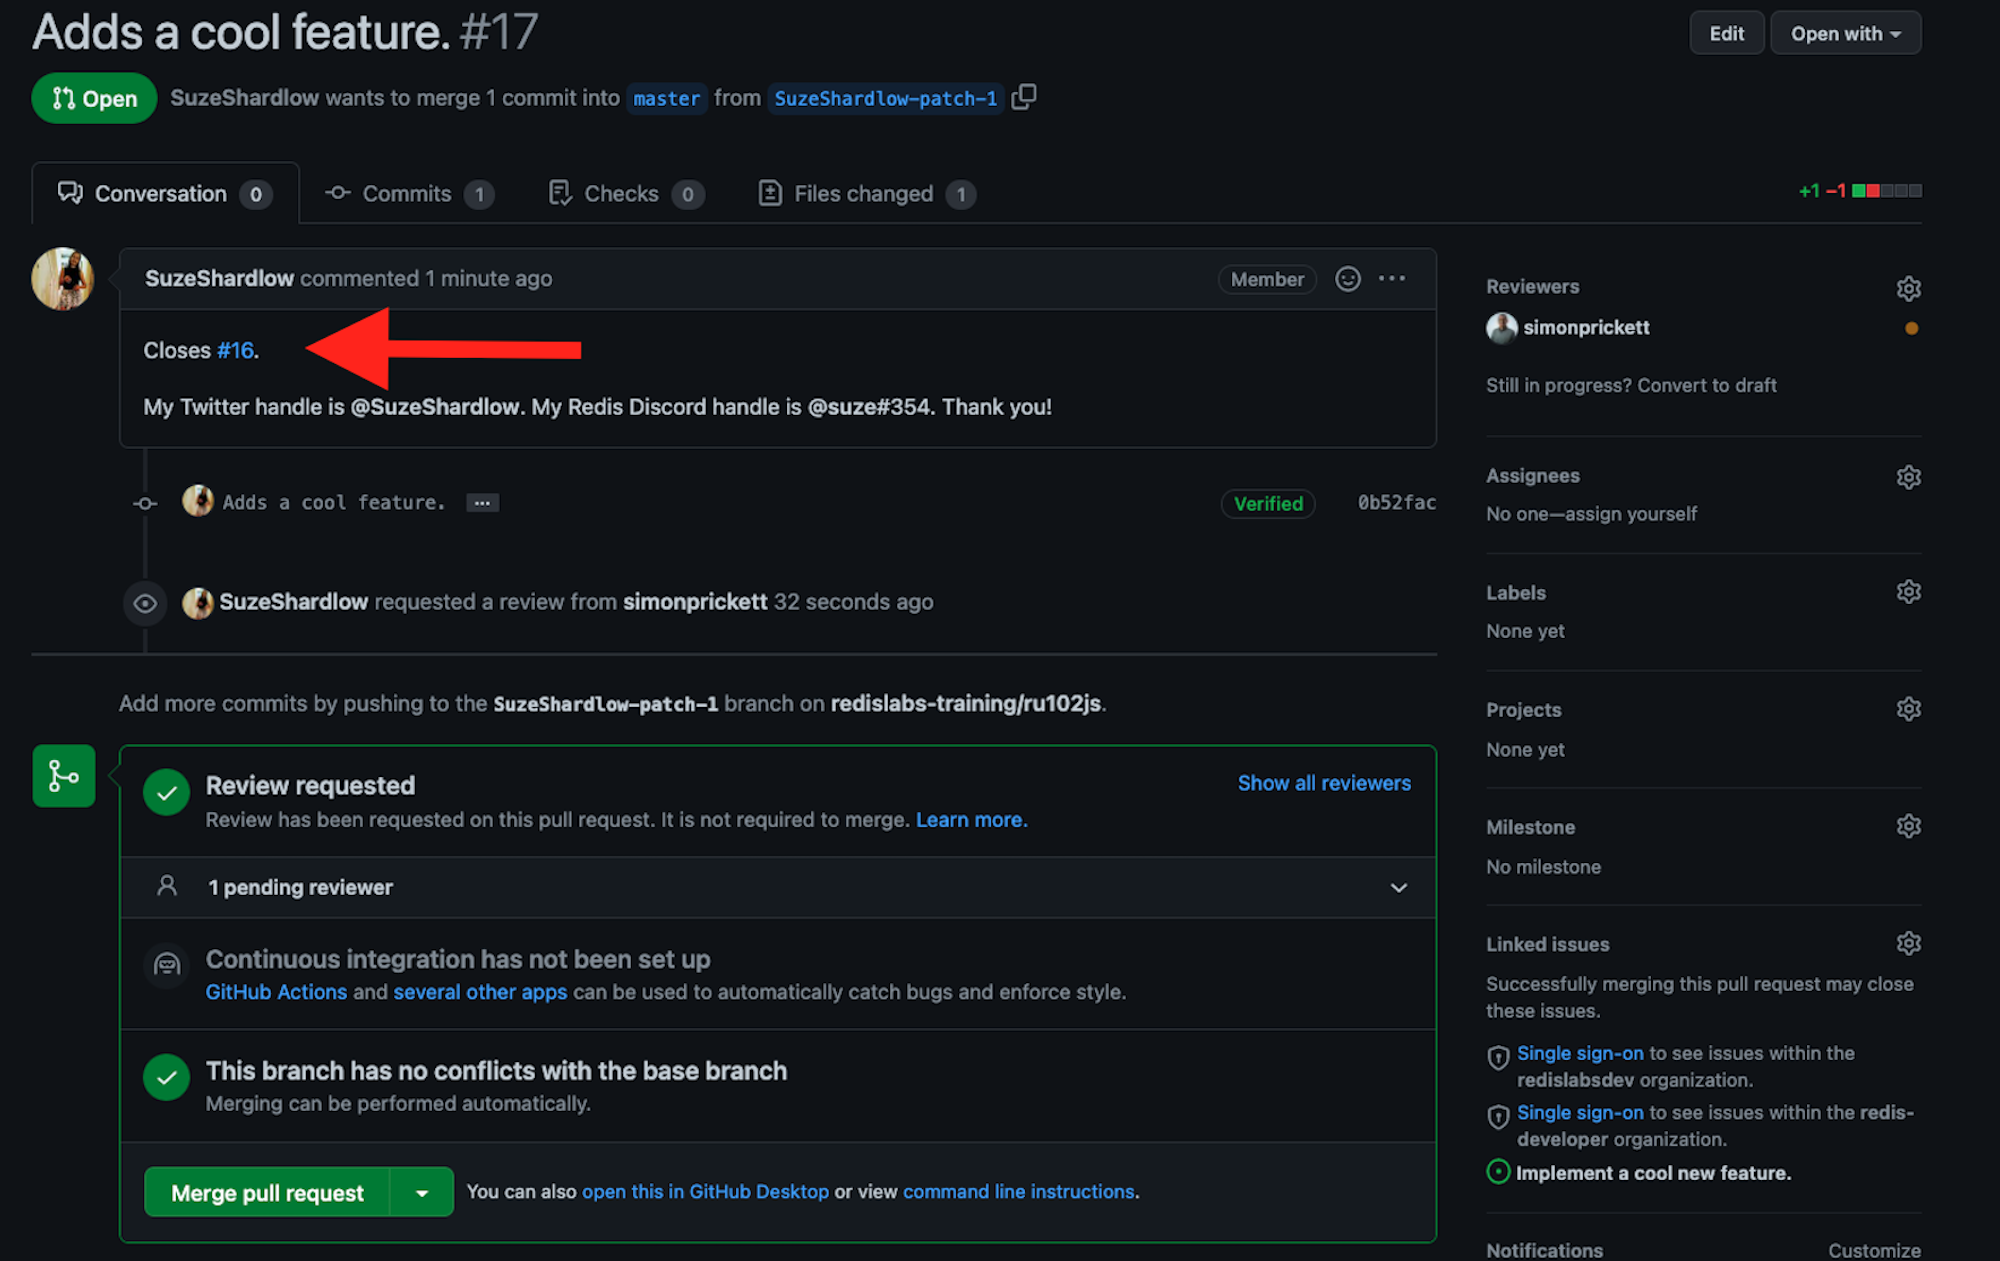 Adds a cool feature. #17
Edit
Open with
Open
SuzeShardlow wants to merge 1 commit into master from SuzeShardlow-patch-1
Conversation 0
Commits 1
Checks 0
Files changed 1
+1 −1
SuzeShardlow commented 1 minute ago
Member
Closes #16.
My Twitter handle is @SuzeShardlow. My Redis Discord handle is @suze#354. Thank you!
Adds a cool feature.
...
Verified
0b52fac
SuzeShardlow requested a review from simonprickett 32 seconds ago
Add more commits by pushing to the SuzeShardlow-patch-1 branch on redislabs-training/ru102js.
Review requested
Show all reviewers
Review has been requested on this pull request. It is not required to merge. Learn more.
1 pending reviewer
Continuous integration has not been set up
GitHub Actions and several other apps can be used to automatically catch bugs and enforce style.
This branch has no conflicts with the base branch
Merging can be performed automatically.
Merge pull request
You can also open this in GitHub Desktop or view command line instructions.
Reviewers
simonprickett
Still in progress? Convert to draft
Assignees
No one—assign yourself
Labels
None yet
Projects
None yet
Milestone
No milestone
Linked issues
Successfully merging this pull request may close
these issues.
Single sign-on to see issues within the
redislabsdev organization.
Single sign-on to see issues within the redis-
developer organization.
Implement a cool new feature.
Notifications
Customize